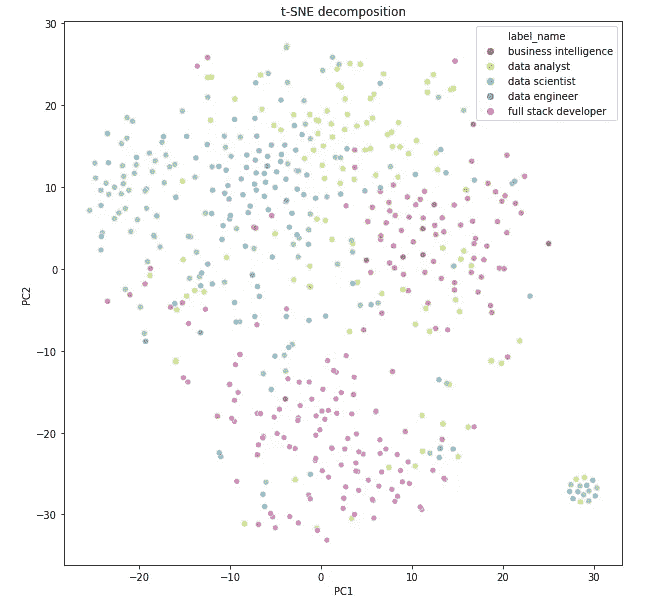 t-SNE decomposition
label_name
business intelligence
data analyst
data scientist
data engineer
full stack developer
30
20
10
0
−10
−20
−30
PC2
−20
−10
0
10
20
30
PC1